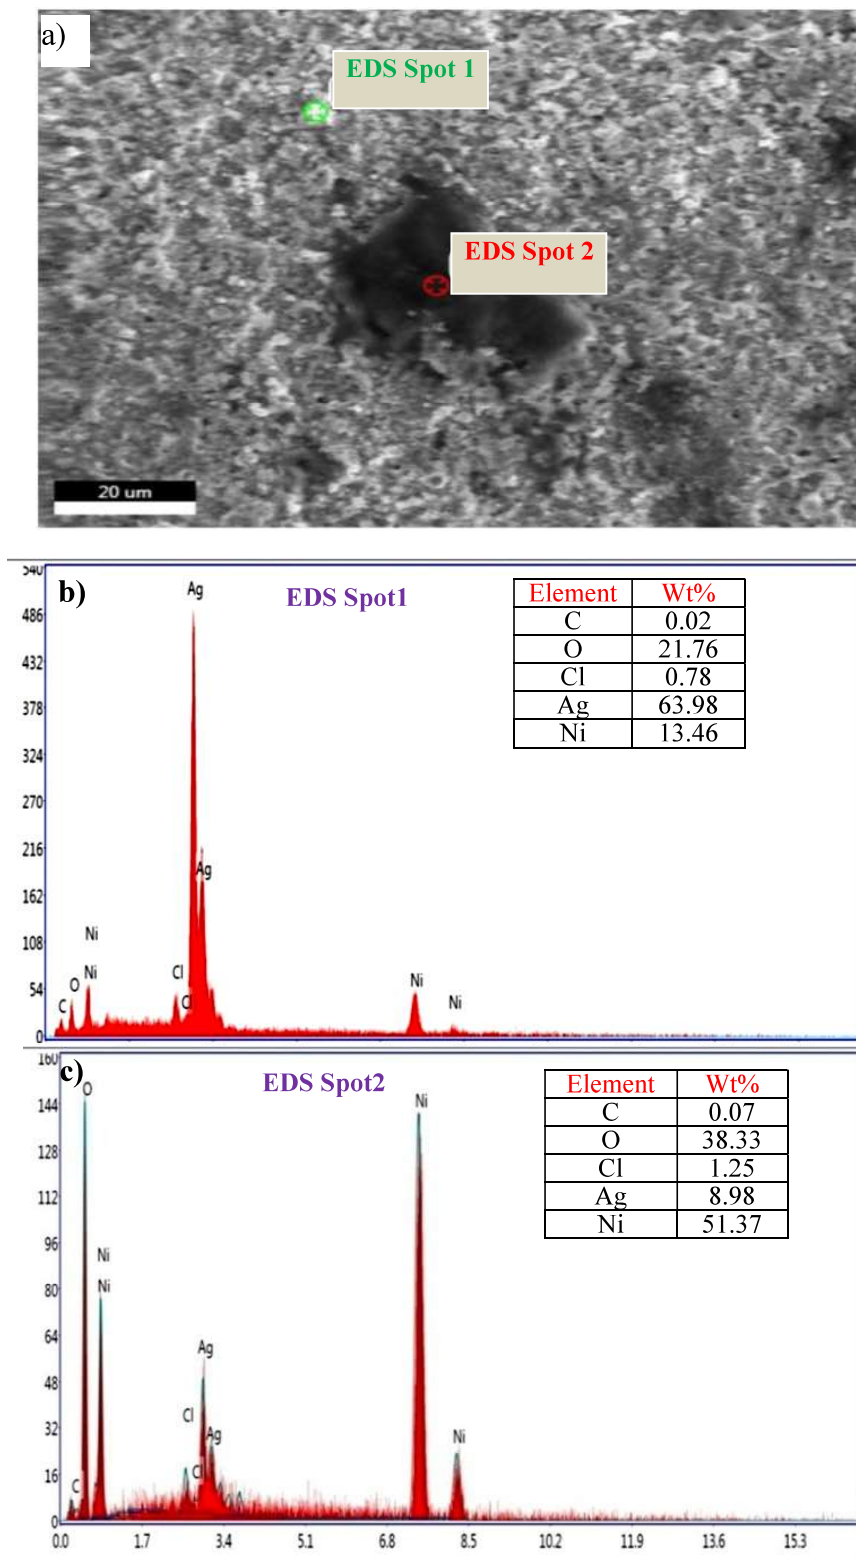 a)
EDS Spot 1
EDS Spot 2
20 um
b)
EDS Spot1
Element Wt%
C 0.02
O 21.76
Cl 0.78
Ag 63.98
Ni 13.46
540
486
432
378
324
270
216
162
108
54
0
Ag
Ag
Ni
Ni
O
C
Cl
Cl
Ni
Ni
c)
EDS Spot2
Element Wt%
C 0.07
O 38.33
Cl 1.25
Ag 8.98
Ni 51.37
160
144
128
112
96
80
64
48
32
16
0
O
Ni
Ni
Ni
Ag
Cl
Ag
Cl
C
Ni
0.0 1.7 3.4 5.1 6.8 8.5 10.2 11.9 13.6 15.3